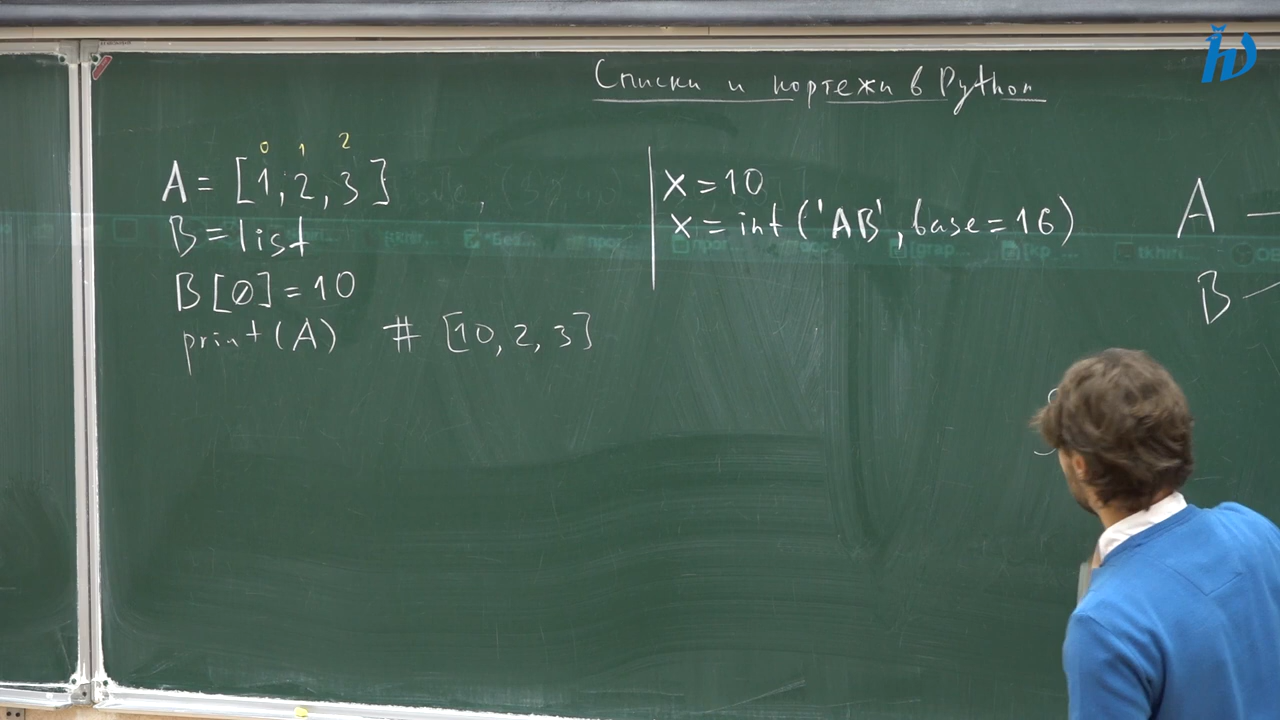 Списки и кортежи в Python
0 1 2
A = [1, 2, 3]
B = list
B[0] = 10
print(A) # [10, 2, 3]
x = 10
x = int('AB', base=16)
A
B